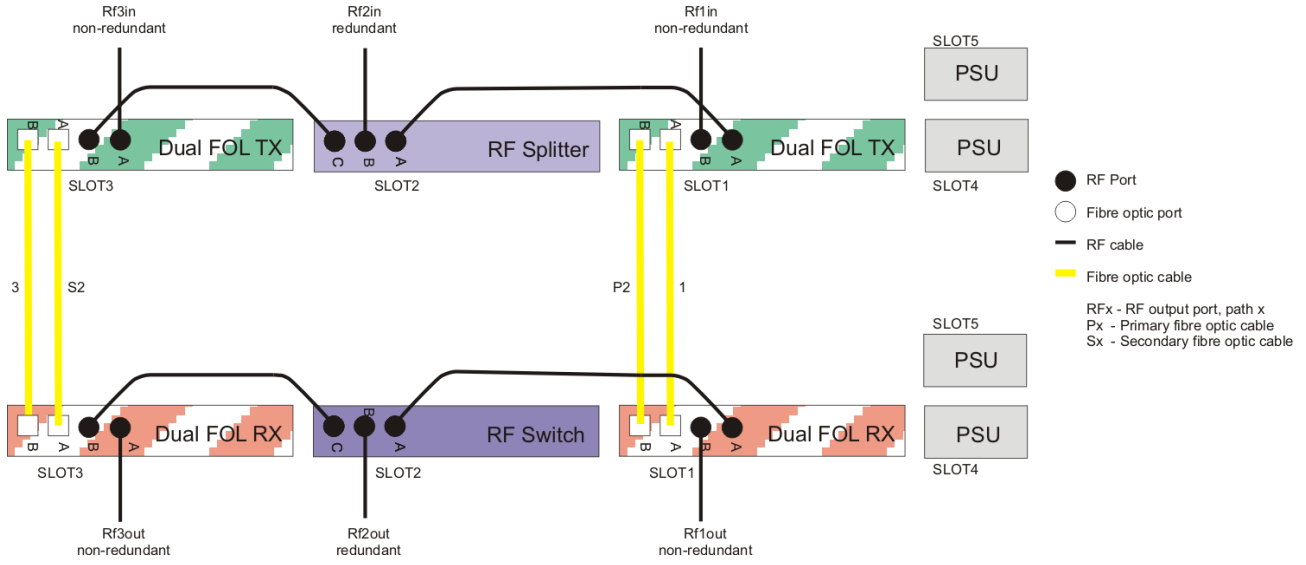 Rf3in
non-redundant
Rf2in
redundant
Rf1in
non-redundant
SLOT5
PSU
B
A
B
A
Dual FOL TX
SLOT3
C
B
A
RF Splitter
SLOT2
B
A
B
A
Dual FOL TX
SLOT1
PSU
SLOT4
RF Port
Fibre optic port
RF cable
Fibre optic cable
RFx - RF output port, path x
Px - Primary fibre optic cable
Sx - Secondary fibre optic cable
3
S2
P2
1
SLOT5
PSU
B
A
B
A
Dual FOL RX
SLOT3
C
B
A
RF Switch
SLOT2
B
A
B
A
Dual FOL RX
SLOT1
PSU
SLOT4
Rf3out
non-redundant
Rf2out
redundant
Rf1out
non-redundant